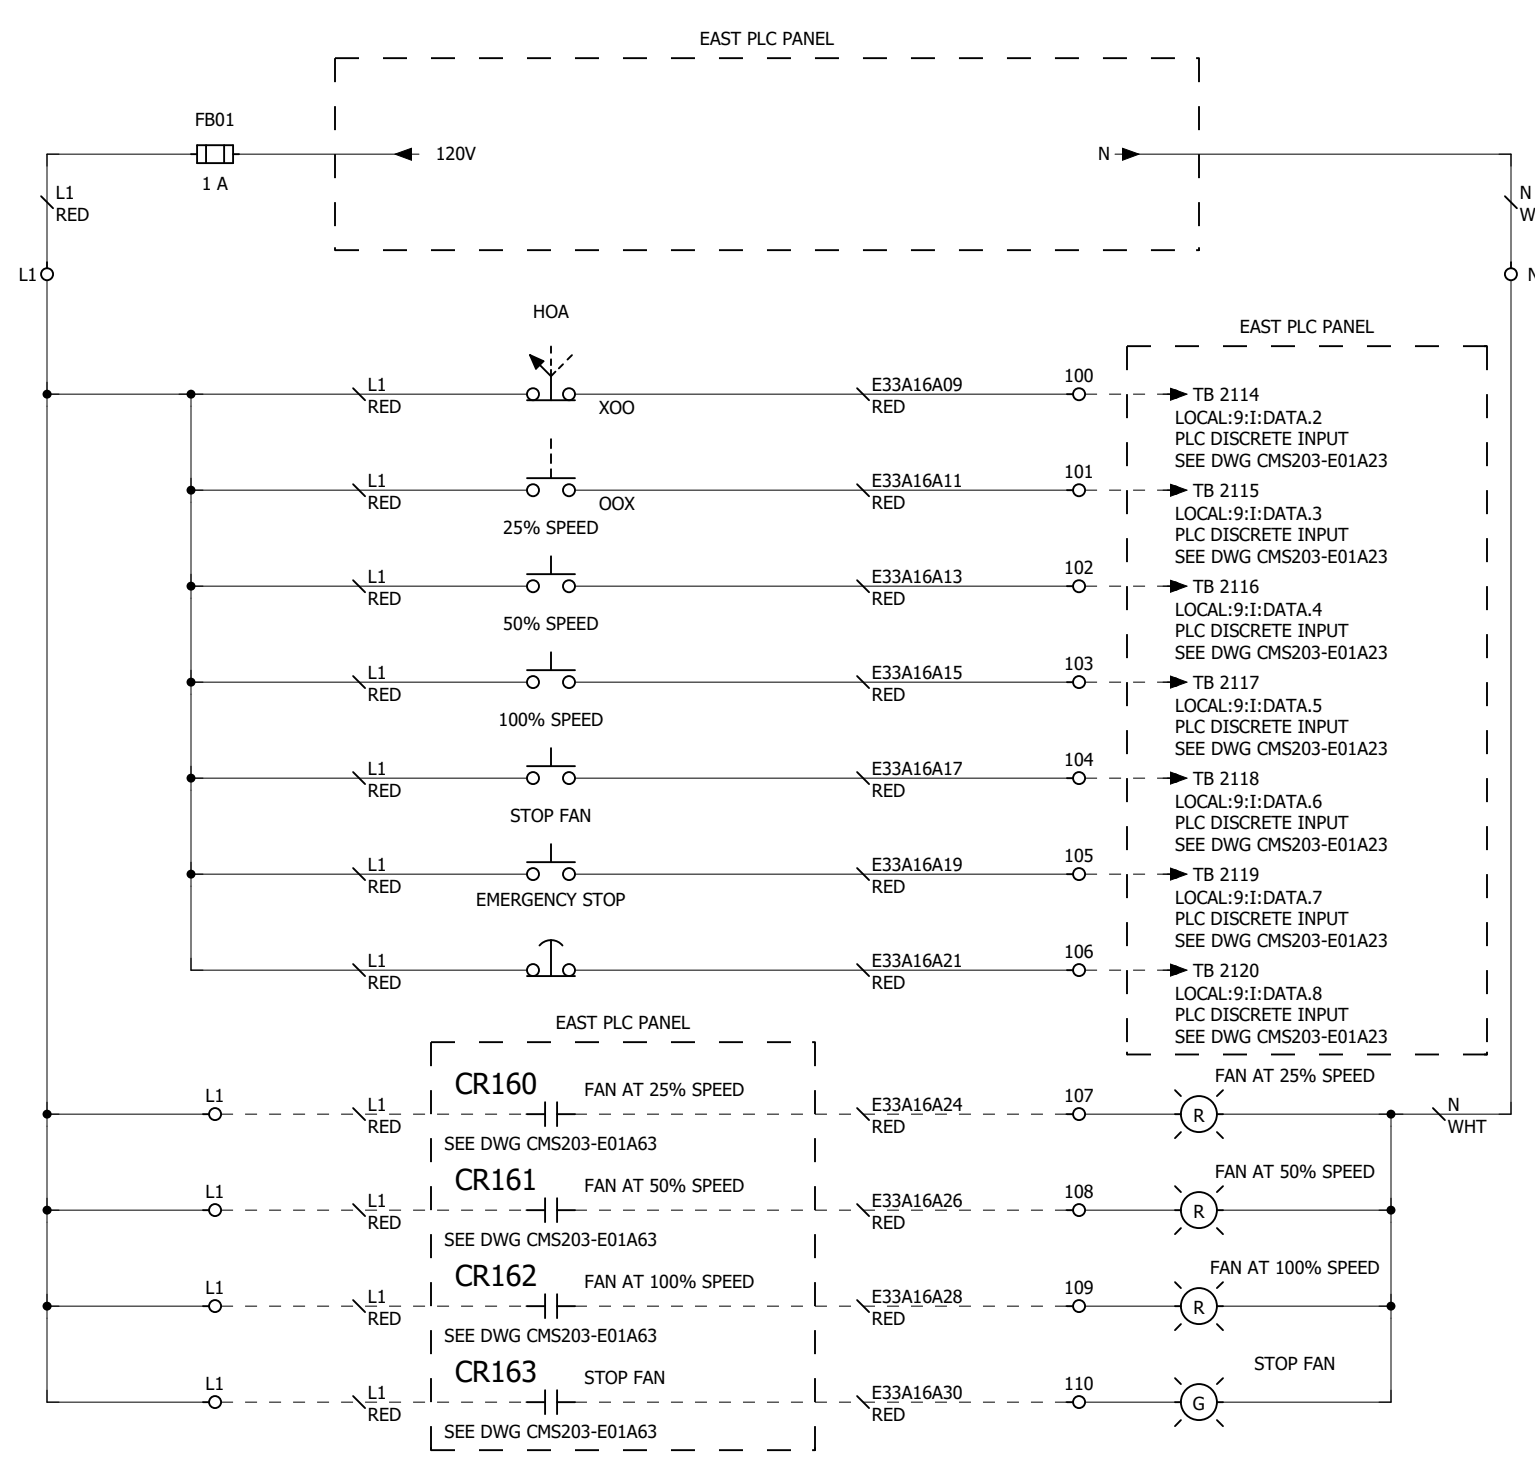 EAST PLC PANEL
FB01
120V
N
1 A
L1
RED
N
W
L1
N
HOA
EAST PLC PANEL
L1
RED
XOO
E33A16A09
RED
100
TB 2114
LOCAL:9:I:DATA.2
PLC DISCRETE INPUT
SEE DWG CMS203-E01A23
L1
RED
OOX
E33A16A11
RED
101
TB 2115
LOCAL:9:I:DATA.3
PLC DISCRETE INPUT
SEE DWG CMS203-E01A23
25% SPEED
L1
RED
E33A16A13
RED
102
TB 2116
LOCAL:9:I:DATA.4
PLC DISCRETE INPUT
SEE DWG CMS203-E01A23
50% SPEED
L1
RED
E33A16A15
RED
103
TB 2117
LOCAL:9:I:DATA.5
PLC DISCRETE INPUT
SEE DWG CMS203-E01A23
100% SPEED
L1
RED
E33A16A17
RED
104
TB 2118
LOCAL:9:I:DATA.6
PLC DISCRETE INPUT
SEE DWG CMS203-E01A23
STOP FAN
L1
RED
E33A16A19
RED
105
TB 2119
LOCAL:9:I:DATA.7
PLC DISCRETE INPUT
SEE DWG CMS203-E01A23
EMERGENCY STOP
L1
RED
E33A16A21
RED
106
TB 2120
LOCAL:9:I:DATA.8
PLC DISCRETE INPUT
SEE DWG CMS203-E01A23
EAST PLC PANEL
L1
L1
RED
CR160
FAN AT 25% SPEED
SEE DWG CMS203-E01A63
E33A16A24
RED
107
FAN AT 25% SPEED
R
N
WHT
L1
L1
RED
CR161
FAN AT 50% SPEED
SEE DWG CMS203-E01A63
E33A16A26
RED
108
FAN AT 50% SPEED
R
L1
L1
RED
CR162
FAN AT 100% SPEED
SEE DWG CMS203-E01A63
E33A16A28
RED
109
FAN AT 100% SPEED
R
L1
L1
RED
CR163
STOP FAN
SEE DWG CMS203-E01A63
E33A16A30
RED
110
STOP FAN
G